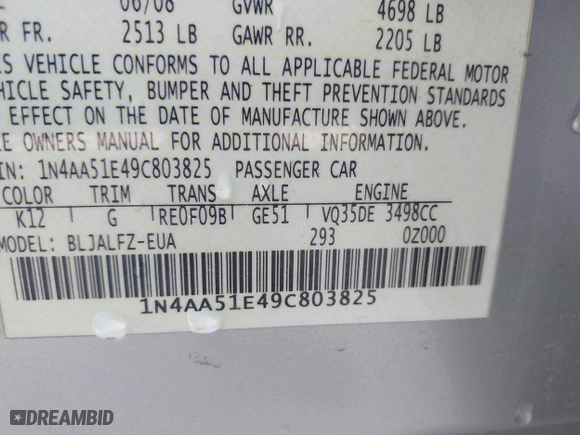 06/08 GVWR 4698 LB
FR. 2513 LB GAWR RR. 2205 LB
VEHICLE CONFORMS TO ALL APPLICABLE FEDERAL MOTOR
SAFETY, BUMPER AND THEFT PREVENTION STANDARDS
EFFECT ON THE DATE OF MANUFACTURE SHOWN ABOVE.
OWNERS MANUAL FOR ADDITIONAL INFORMATION.
IN: 1N4AA51E49C803825 PASSENGER CAR
COLOR TRIM TRANS AXLE ENGINE
K12 G RE0F09B GE51 VQ35DE 3498CC
MODEL: BLJALFZ-EUA 293 0Z000
1N4AA51E49C803825
DREAMBID